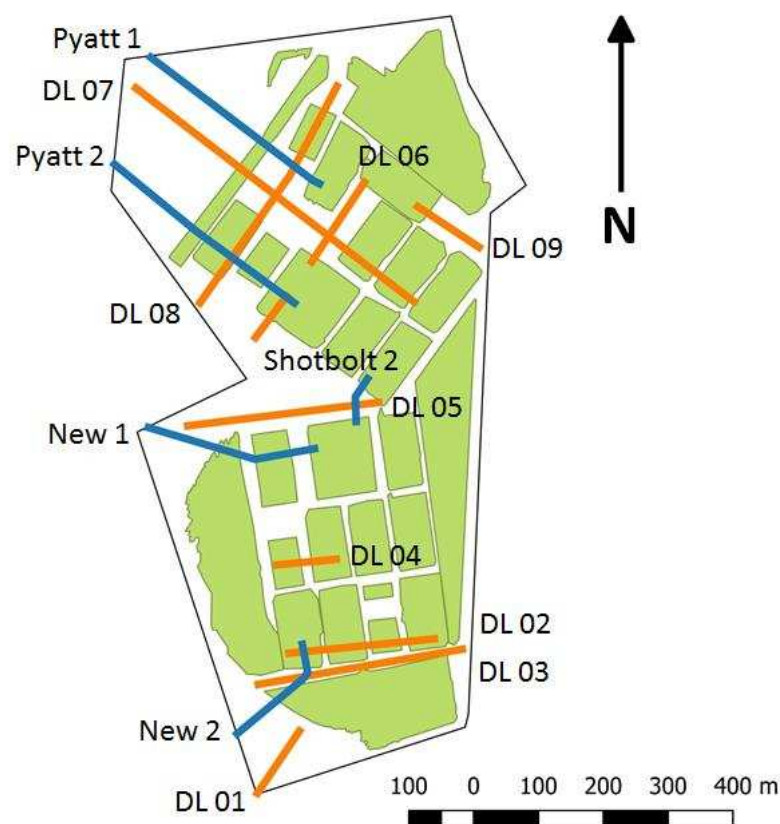 Pyatt 1
DL 07
Pyatt 2
DL 06
N
DL 09
DL 08
Shotbolt 2
DL 05
New 1
DL 04
DL 02
DL 03
New 2
DL 01
100 0 100 200 300 400 m